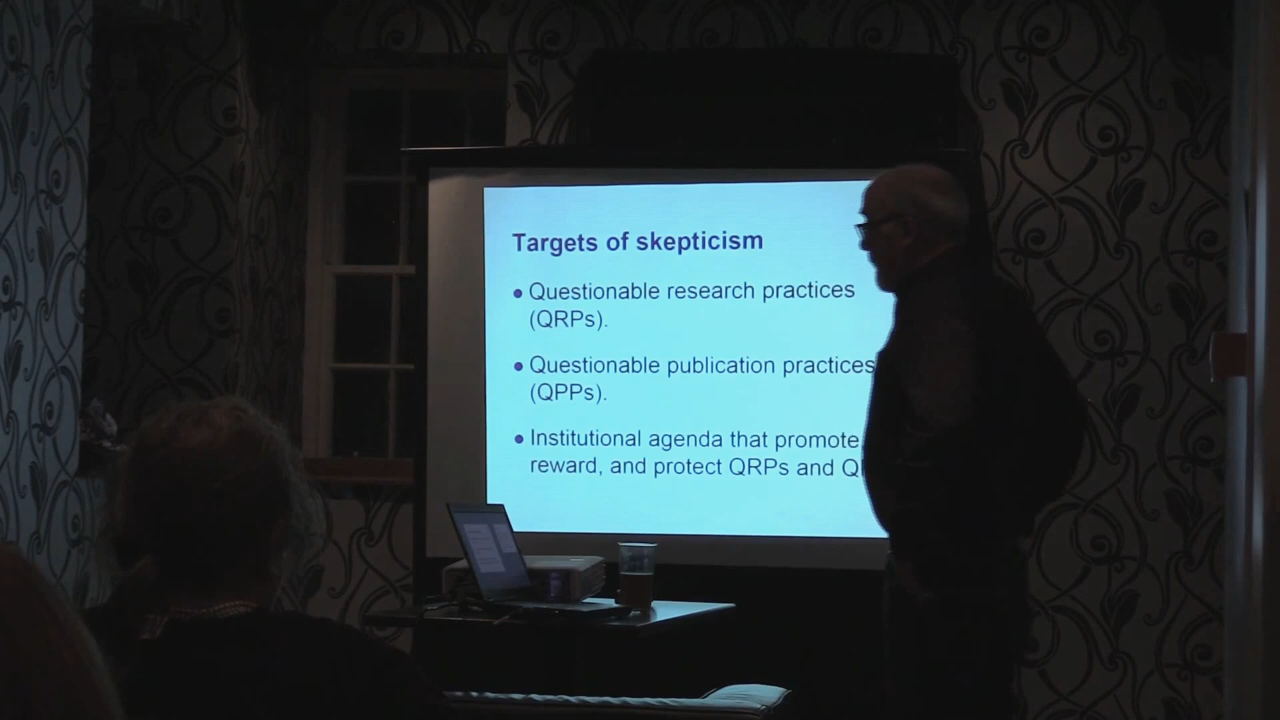 Targets of skepticism
• Questionable research practices
(QRPs).
• Questionable publication practices
(QPPs).
• Institutional agenda that promote,
reward, and protect QRPs and